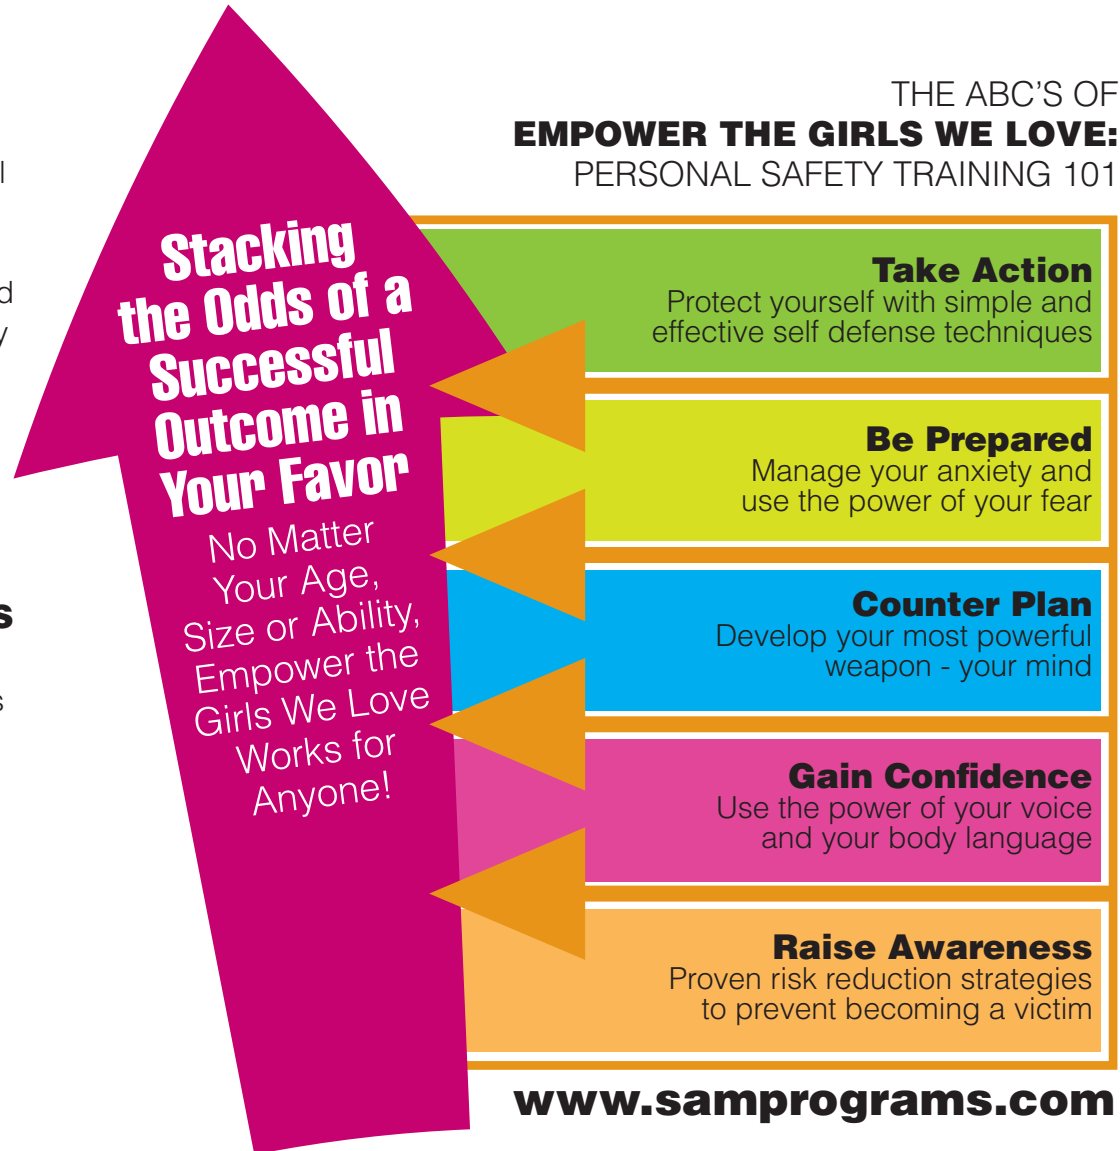 THE ABC'S OF
EMPOWER THE GIRLS WE LOVE:
PERSONAL SAFETY TRAINING 101
Stacking
the Odds of a
Successful
Outcome in
Your Favor
No Matter
Your Age,
Size or Ability,
Empower the
Girls We Love
Works for
Anyone!
Take Action
Protect yourself with simple and
effective self defense techniques
Be Prepared
Manage your anxiety and
use the power of your fear
Counter Plan
Develop your most powerful
weapon - your mind
Gain Confidence
Use the power of your voice
and your body language
Raise Awareness
Proven risk reduction strategies
to prevent becoming a victim
www.samprograms.com